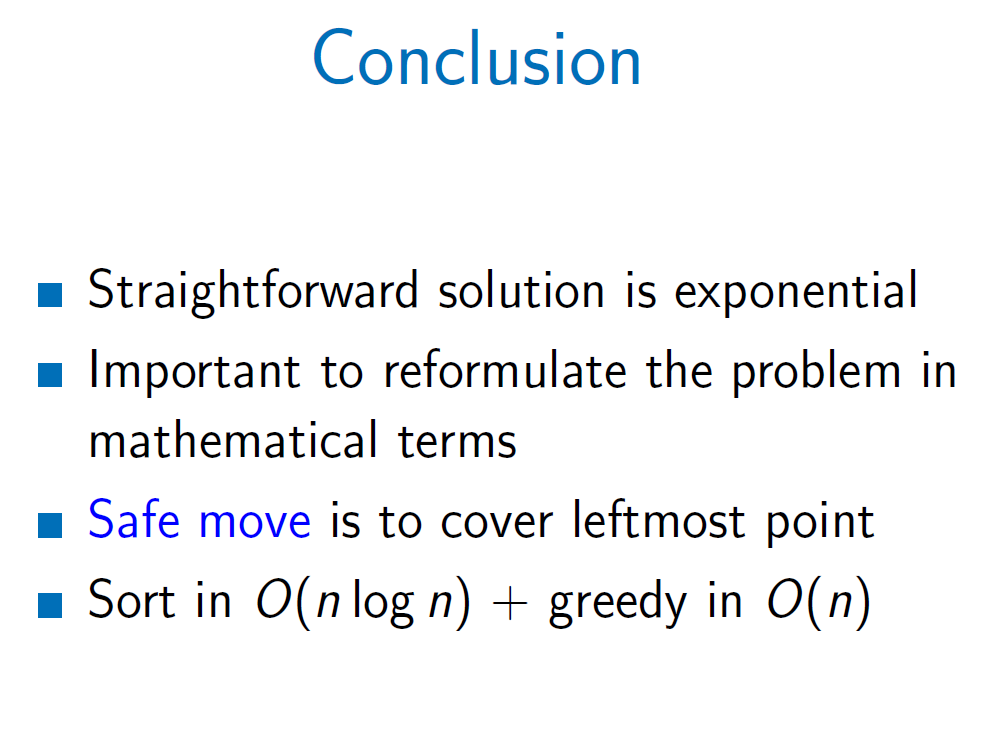 Conclusion
Straightforward solution is exponential
Important to reformulate the problem in
mathematical terms
Safe move is to cover leftmost point
Sort in O(n log n) + greedy in O(n)